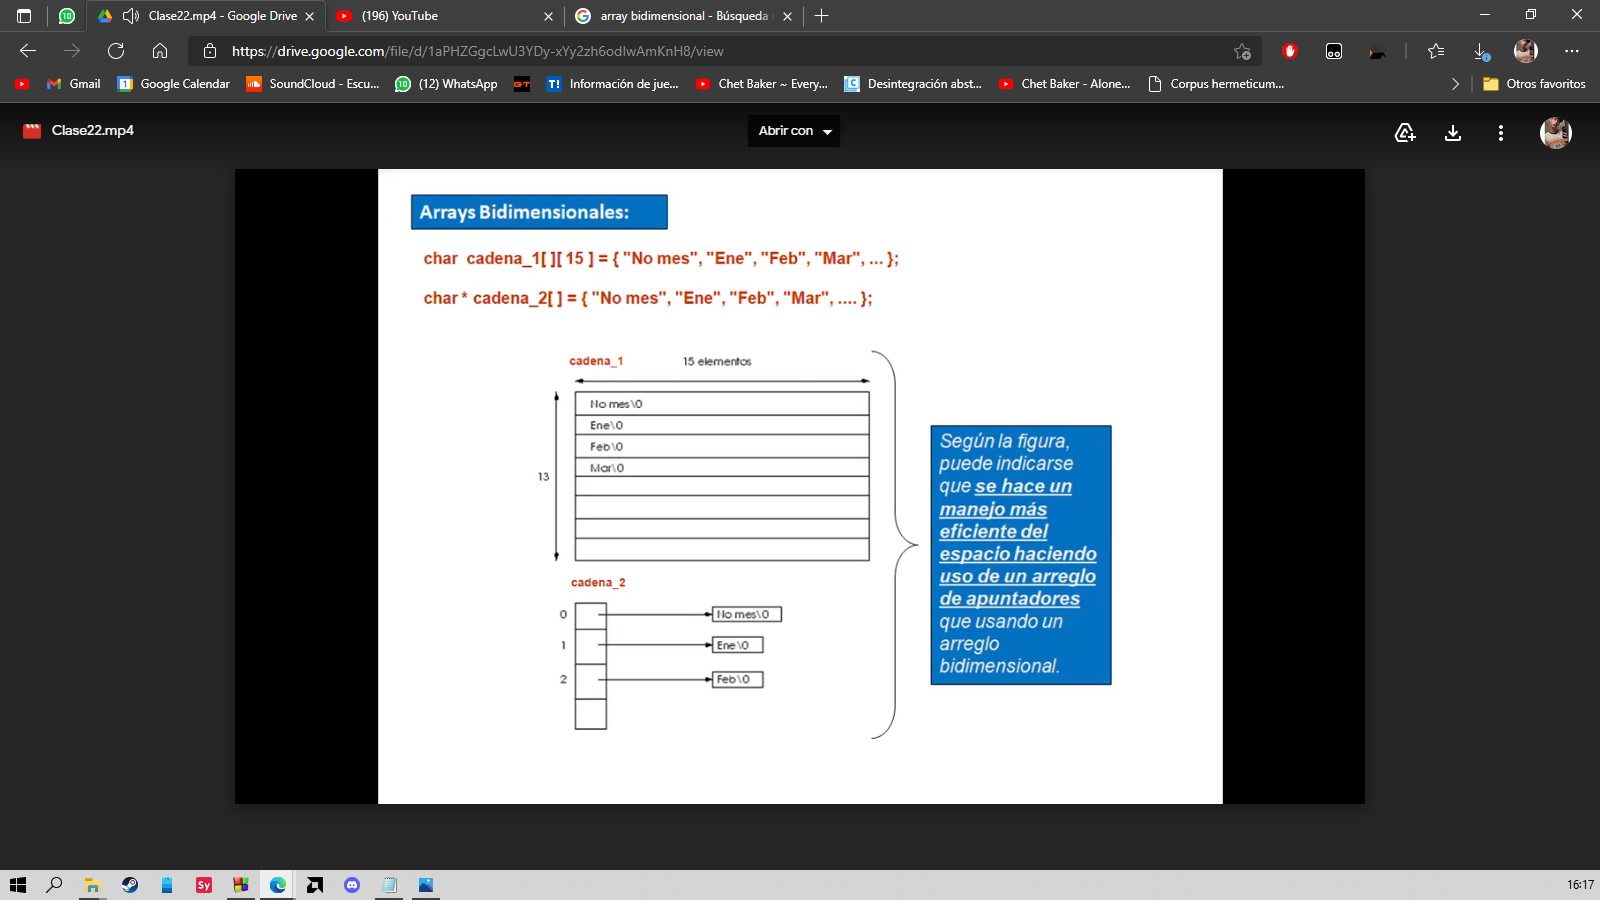 10
Clase22.mp4 - Google Drive
(196) YouTube
array bidimensional - Búsqueda
https://drive.google.com/file/d/1aPHZGgcLwU3YDy-xYy2zh6odIwAmKnH8/view
Gmail
1 Google Calendar
SoundCloud - Escu...
10 (12) WhatsApp
GT
T! Información de jue...
Chet Baker ~ Every...
Desintegración abst...
Chet Baker - Alone...
Corpus hermeticum...
Otros favoritos
Clase22.mp4
Abrir con
Arrays Bidimensionales:
char cadena_1[ ][ 15 ] = { "No mes", "Ene", "Feb", "Mar", ... };
char * cadena_2[ ] = { "No mes", "Ene", "Feb", "Mar", .... };
cadena_1
15 elementos
No mes\0
Ene\0
Feb\0
Mar\0
13
cadena_2
0
No mes\0
1
Ene\0
2
Feb\0
Según la figura,
puede indicarse
que se hace un
manejo más
eficiente del
espacio haciendo
uso de un arreglo
de apuntadores
que usando un
arreglo
bidimensional.
Sy
16:17